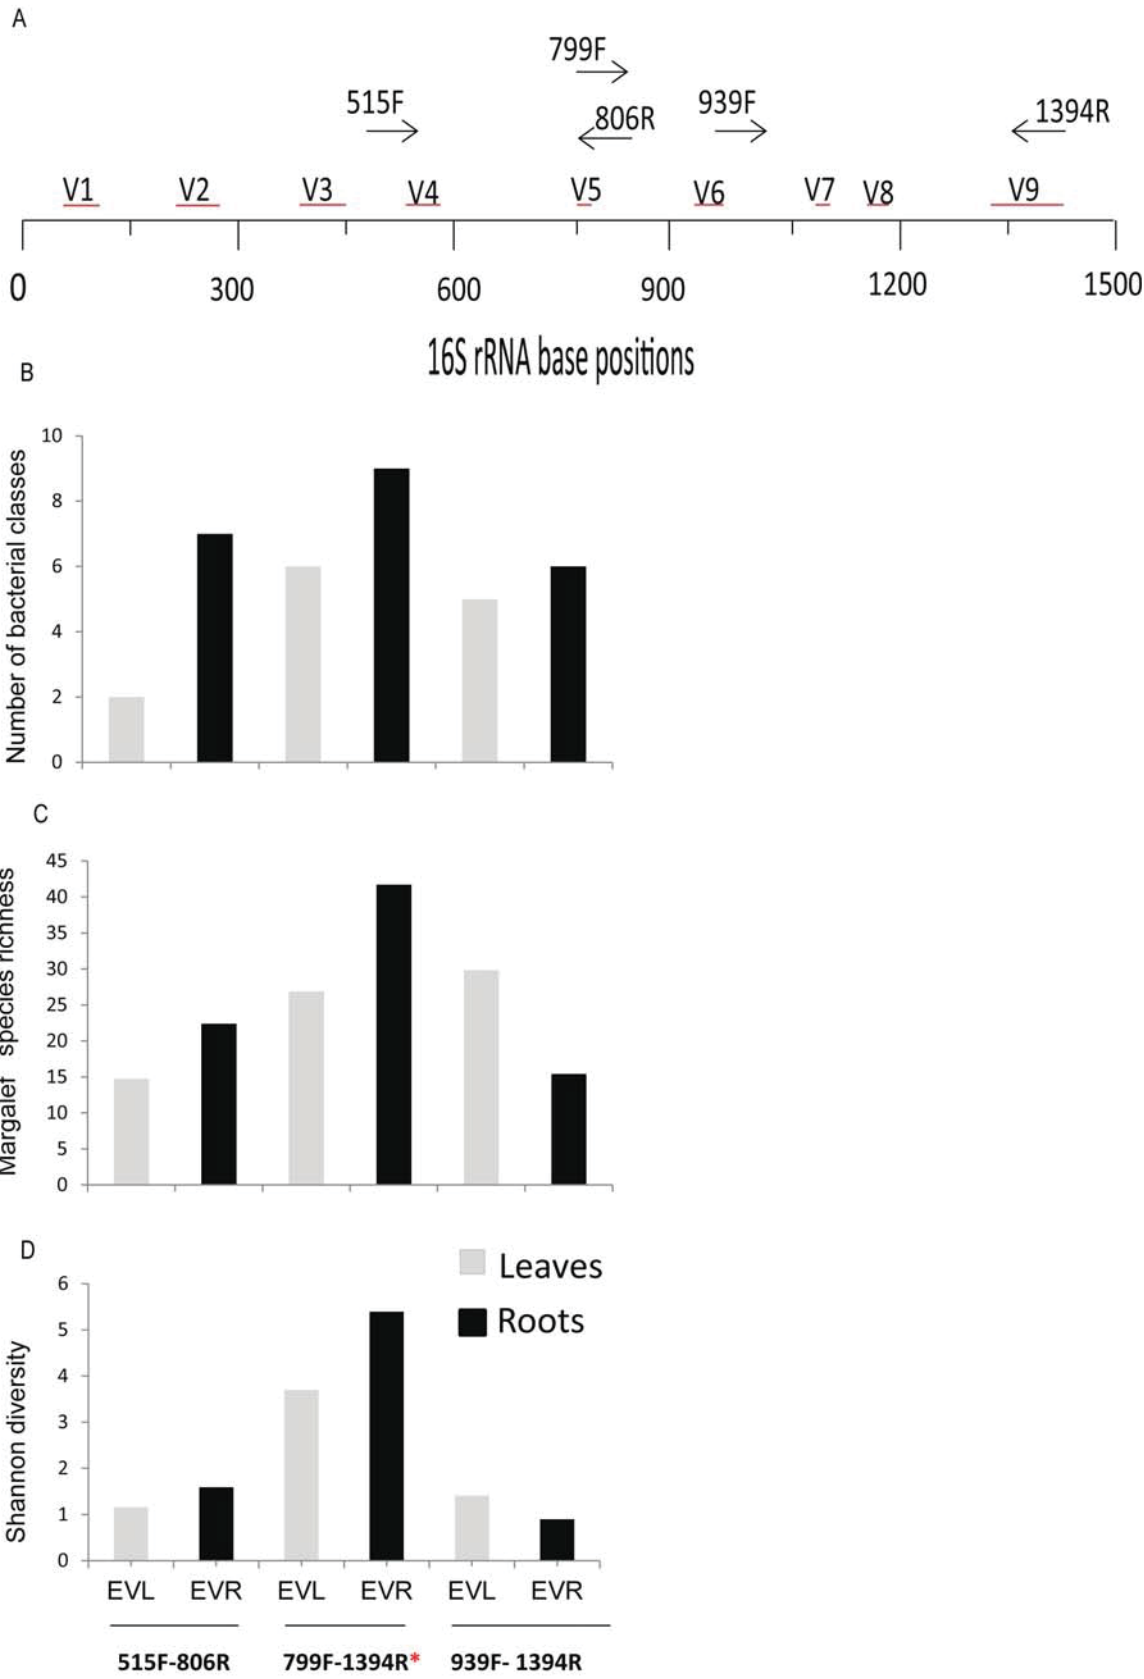 A
799F
515F
806R
939F
1394R
V1 V2 V3 V4 V5 V6 V7 V8 V9
0 300 600 900 1200 1500
16S rRNA base positions
B
Number of bacterial classes
10
8
6
4
2
0
C
Margalef species richness
45
40
35
30
25
20
15
10
5
0
D
Leaves
Roots
Shannon diversity
6
5
4
3
2
1
0
EVL EVR EVL EVR EVL EVR
515F-806R 799F-1394R* 939F- 1394R